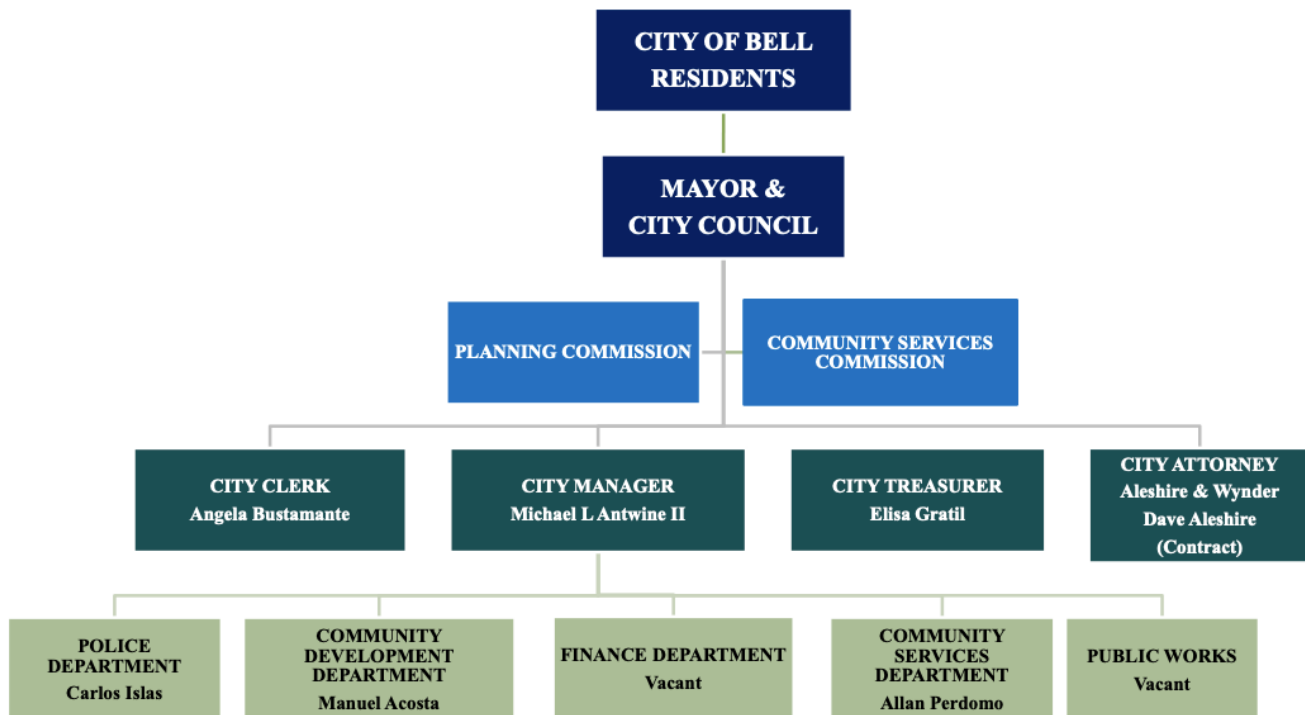 CITY OF BELL
RESIDENTS
MAYOR &
CITY COUNCIL
PLANNING COMMISSION
COMMUNITY SERVICES
COMMISSION
CITY CLERK
Angela Bustamante
CITY MANAGER
Michael L Antwine II
CITY TREASURER
Elisa Gratil
CITY ATTORNEY
Aleshire & Wynder
Dave Aleshire
(Contract)
POLICE
DEPARTMENT
Carlos Islas
COMMUNITY
DEVELOPMENT
DEPARTMENT
Manuel Acosta
FINANCE DEPARTMENT
Vacant
COMMUNITY
SERVICES
DEPARTMENT
Allan Perdomo
PUBLIC WORKS
Vacant